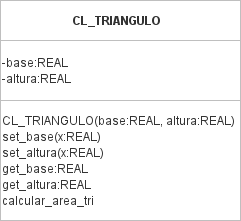 CL_TRIANGULO
-base:REAL
-altura:REAL
CL_TRIANGULO(base:REAL, altura:REAL)
set_base(x:REAL)
set_altura(x:REAL)
get_base:REAL
get_altura:REAL
calcular_area_tri